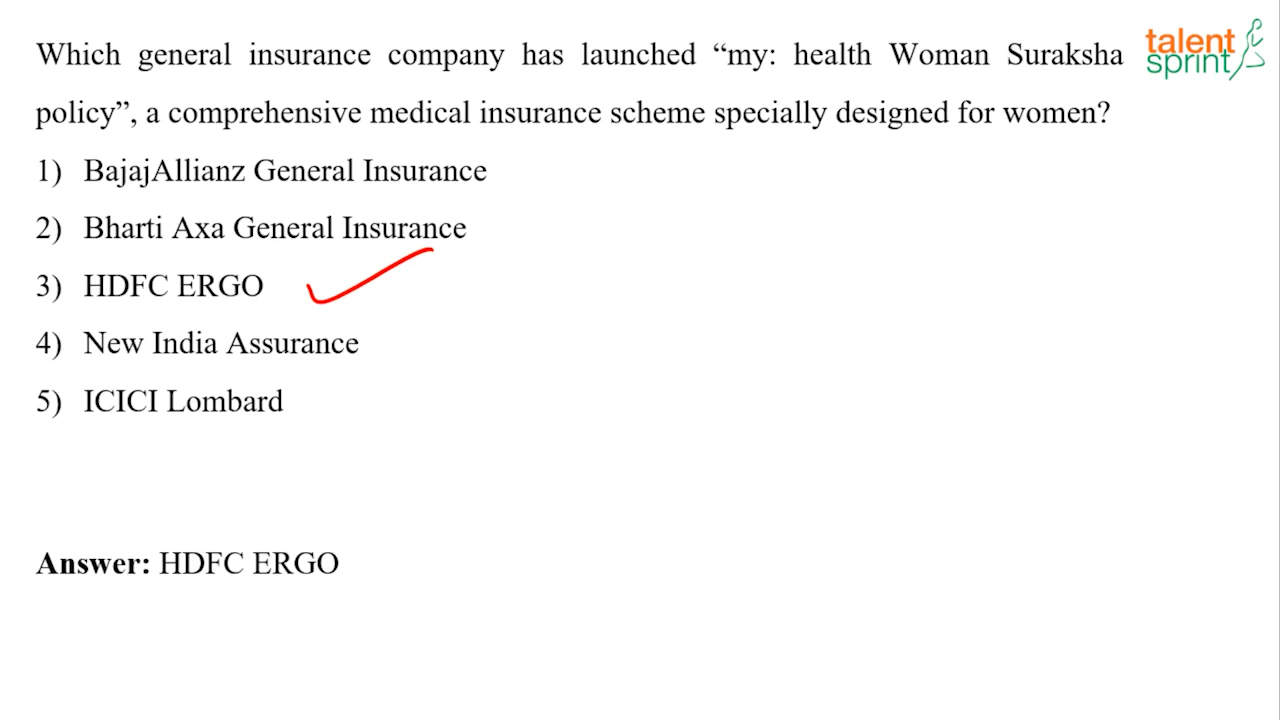 Which general insurance company has launched “my: health Woman Suraksha
policy”, a comprehensive medical insurance scheme specially designed for women?
1) BajajAllianz General Insurance
2) Bharti Axa General Insurance
3) HDFC ERGO
4) New India Assurance
5) ICICI Lombard
Answer: HDFC ERGO
talent
sprint